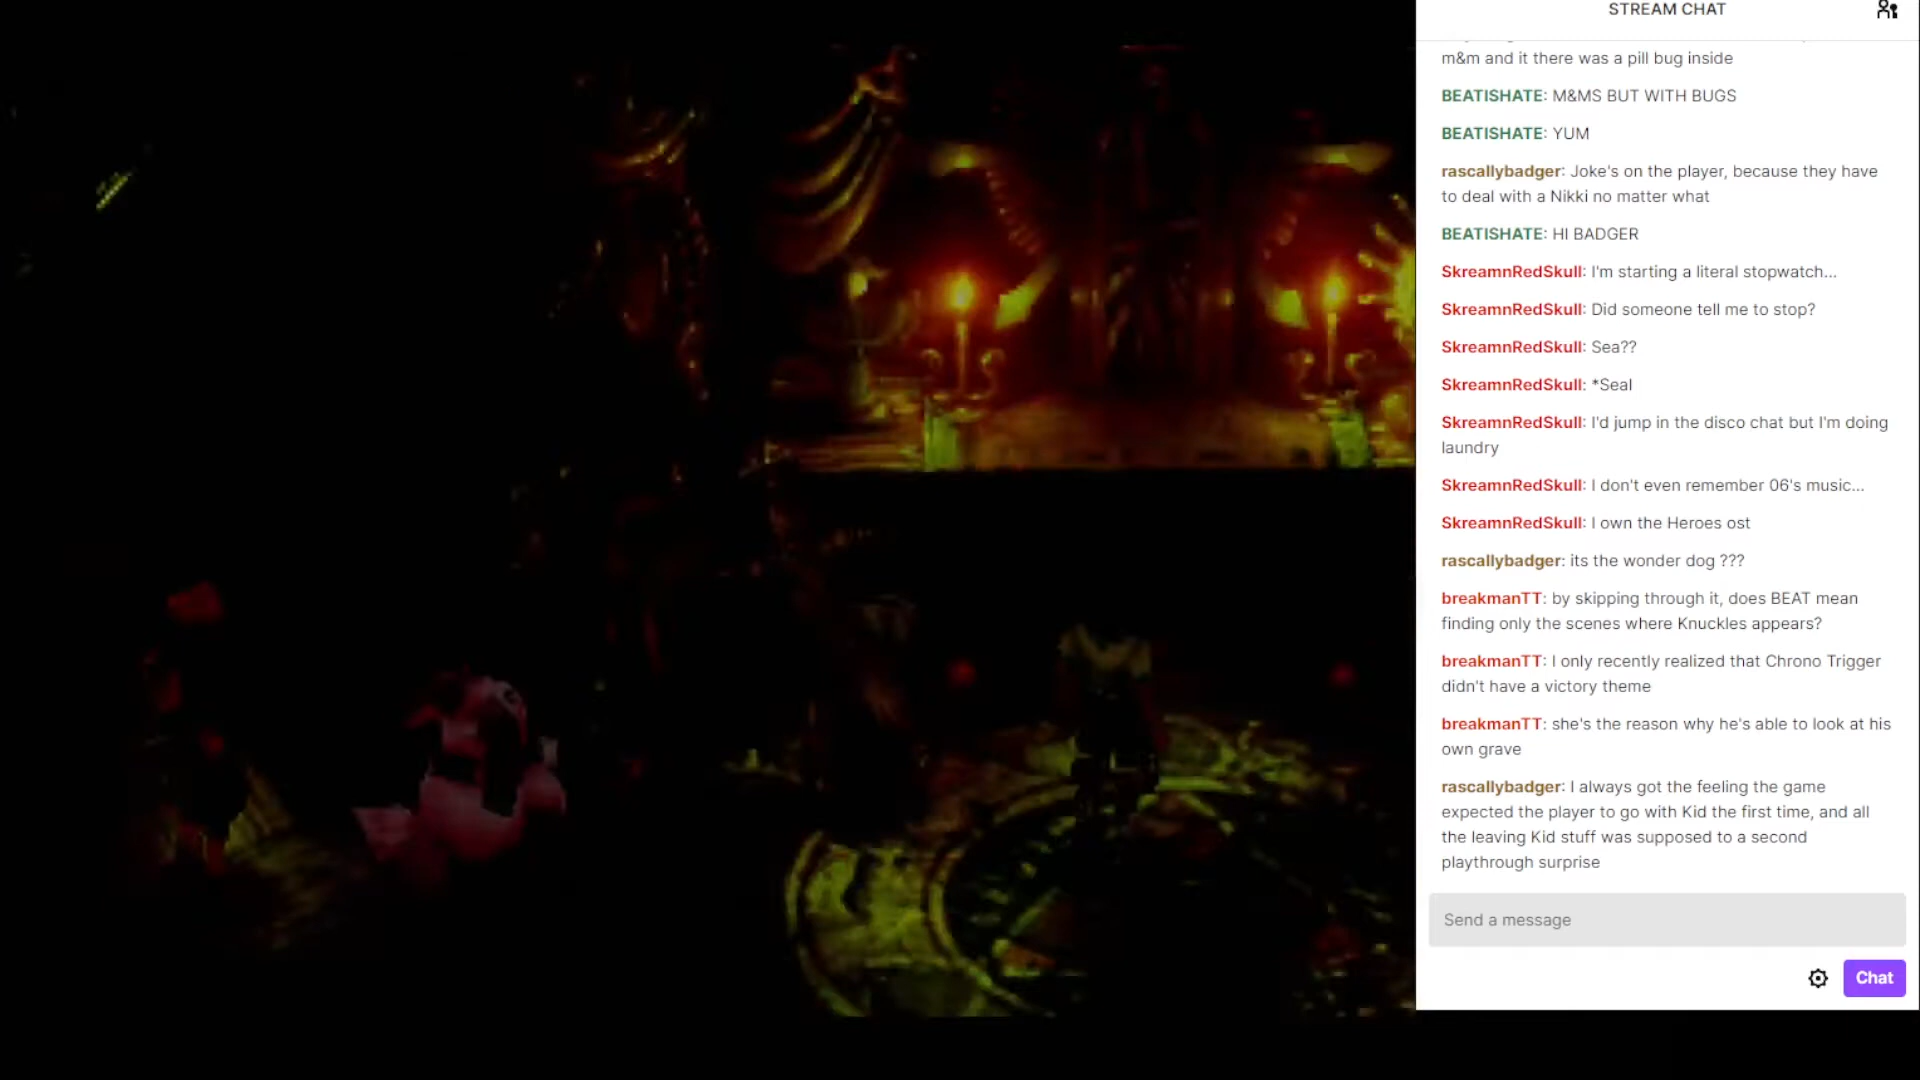 STREAM CHAT
m&m and it there was a pill bug inside
BEATISHATE: M&MS BUT WITH BUGS
BEATISHATE: YUM
rascallybadger: Joke's on the player, because they have
to deal with a Nikki no matter what
BEATISHATE: HI BADGER
SkreamnRedSkull: I'm starting a literal stopwatch...
SkreamnRedSkull: Did someone tell me to stop?
SkreamnRedSkull: Sea??
SkreamnRedSkull: *Seal
SkreamnRedSkull: I'd jump in the disco chat but I'm doing
laundry
SkreamnRedSkull: I don't even remember 06's music...
SkreamnRedSkull: I own the Heroes ost
rascallybadger: its the wonder dog ???
breakmanTT: by skipping through it, does BEAT mean
finding only the scenes where Knuckles appears?
breakmanTT: I only recently realized that Chrono Trigger
didn't have a victory theme
breakmanTT: she's the reason why he's able to look at his
own grave
rascallybadger: I always got the feeling the game
expected the player to go with Kid the first time, and all
the leaving Kid stuff was supposed to a second
playthrough surprise
Send a message
Chat